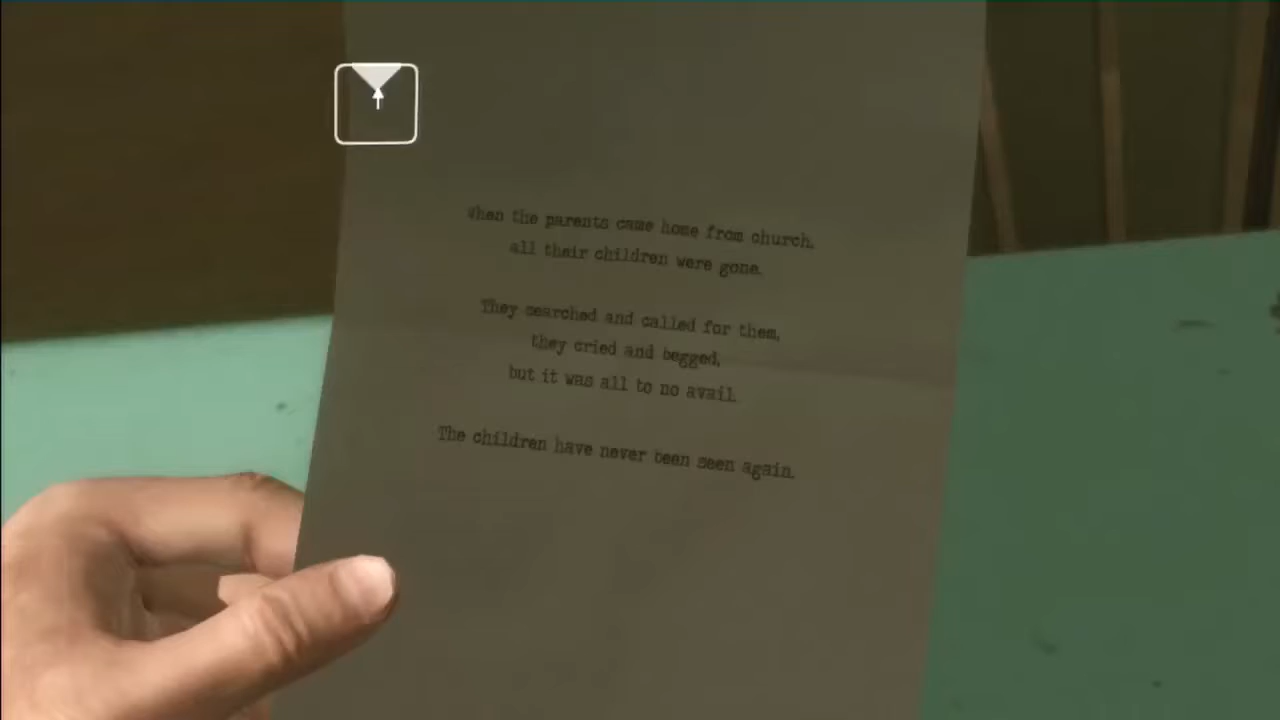 When the parents came home from church,
all their children were gone.
They searched and called for them,
they cried and begged,
but it was all to no avail.
The children have never been seen again.